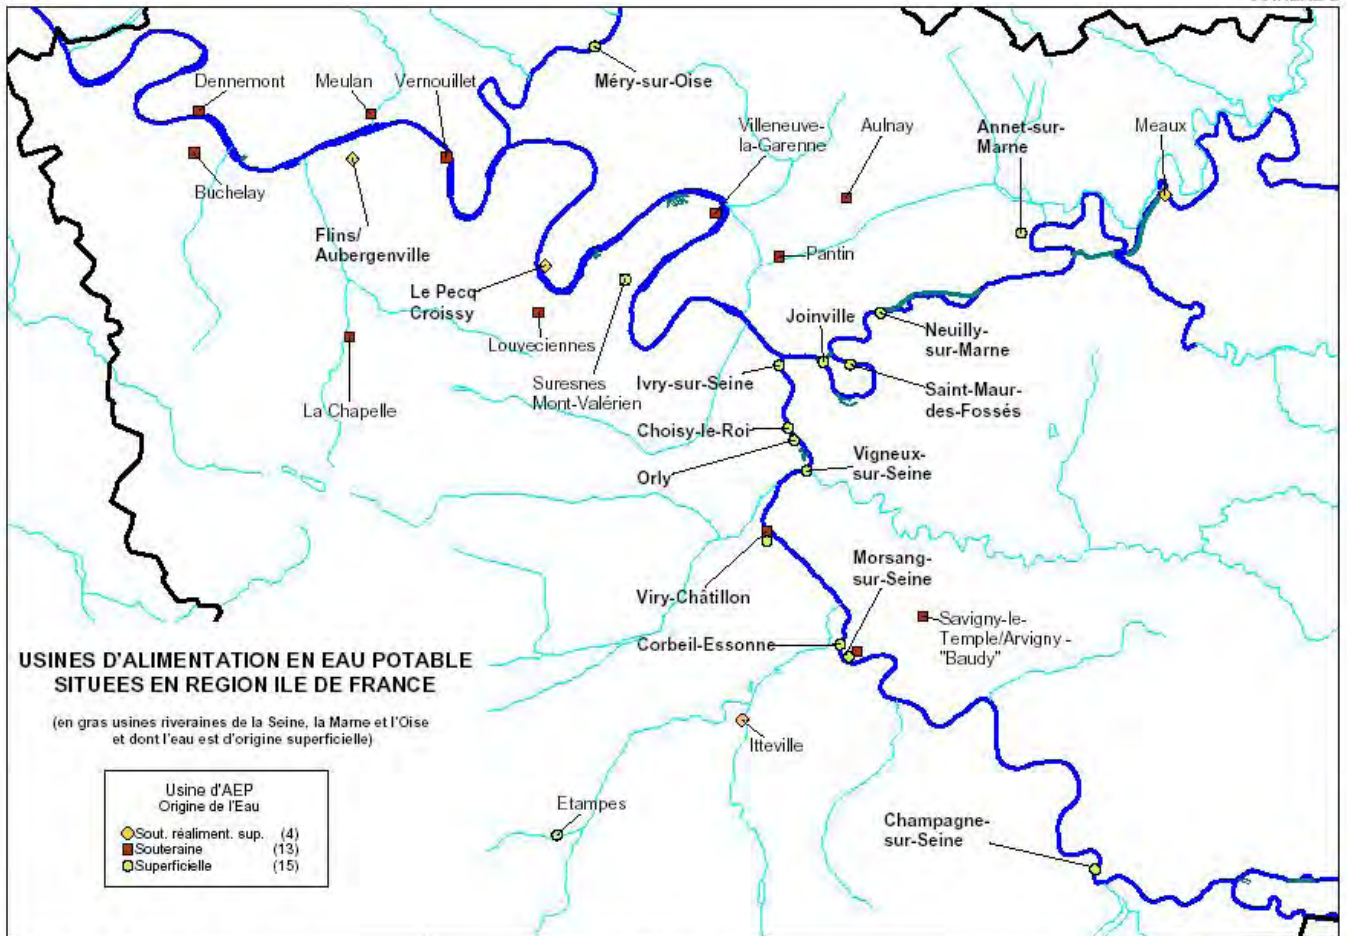 Dennemont
Meulan
Vernouillet
Méry-sur-Oise
Villeneuve-
la-Garenne
Aulnay
Annet-sur-
Marne
Meaux
Buchelay
Flins/
Aubergenville
Pantin
Le Pecq
Croissy
Louveciennes
Joinville
Neuilly-
sur-Marne
Suresnes
Mont-Valérien
Ivry-sur-Seine
Saint-Maur-
des-Fossés
La Chapelle
Choisy-le-Roi
Orly
Vigneux-
sur-Seine
Morsang-
sur-Seine
Viry-Châtillon
Savigny-le-
Temple/Arvigny -
"Baudy"
Corbeil-Essonne
USINES D'ALIMENTATION EN EAU POTABLE
SITUEES EN REGION ILE DE FRANCE
(en gras usines riveraines de la Seine, la Marne et l'Oise
et dont l'eau est d'origine superficielle)
Itteville
Usine d'AEP
Origine de l'Eau
Sout. réaliment. sup. (4)
Souteraine (13)
Superficielle (15)
Etampes
Champagne-
sur-Seine